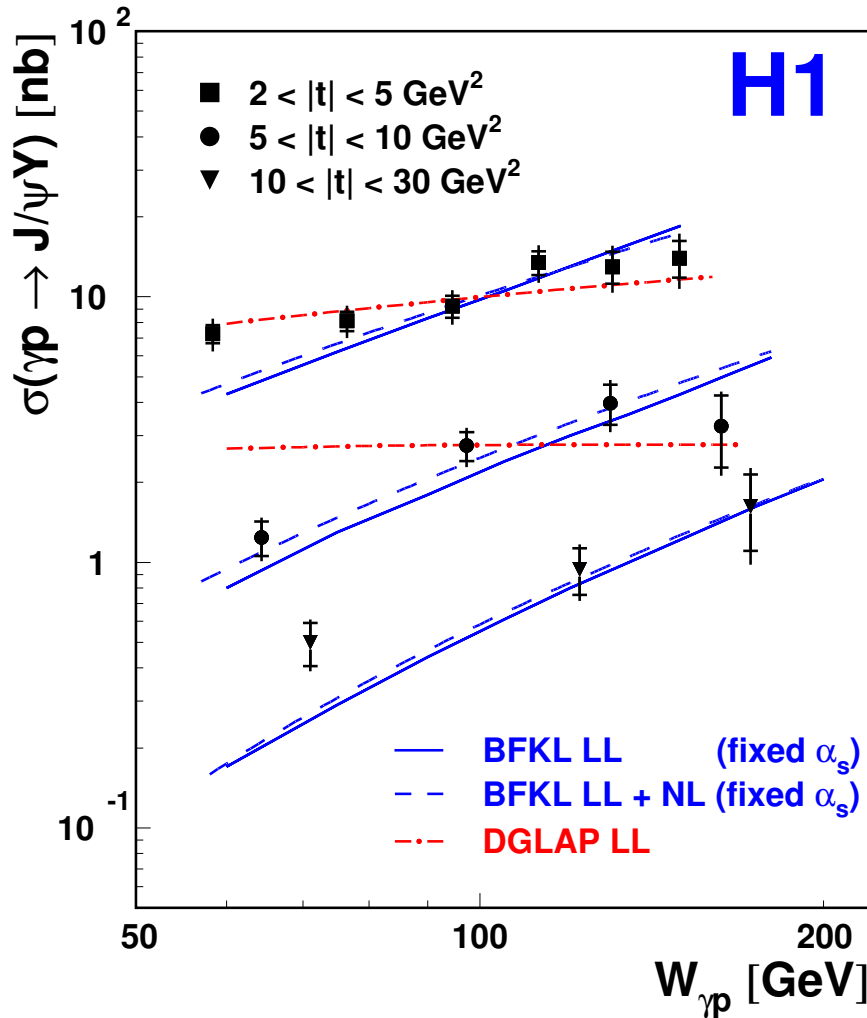 H1
σ(γp → J/ψY) [nb]
10²
10
1
10⁻¹
2 < |t| < 5 GeV²
5 < |t| < 10 GeV²
10 < |t| < 30 GeV²
BFKL LL (fixed αₛ)
BFKL LL + NL (fixed αₛ)
DGLAP LL
50 100 200
W_γp [GeV]